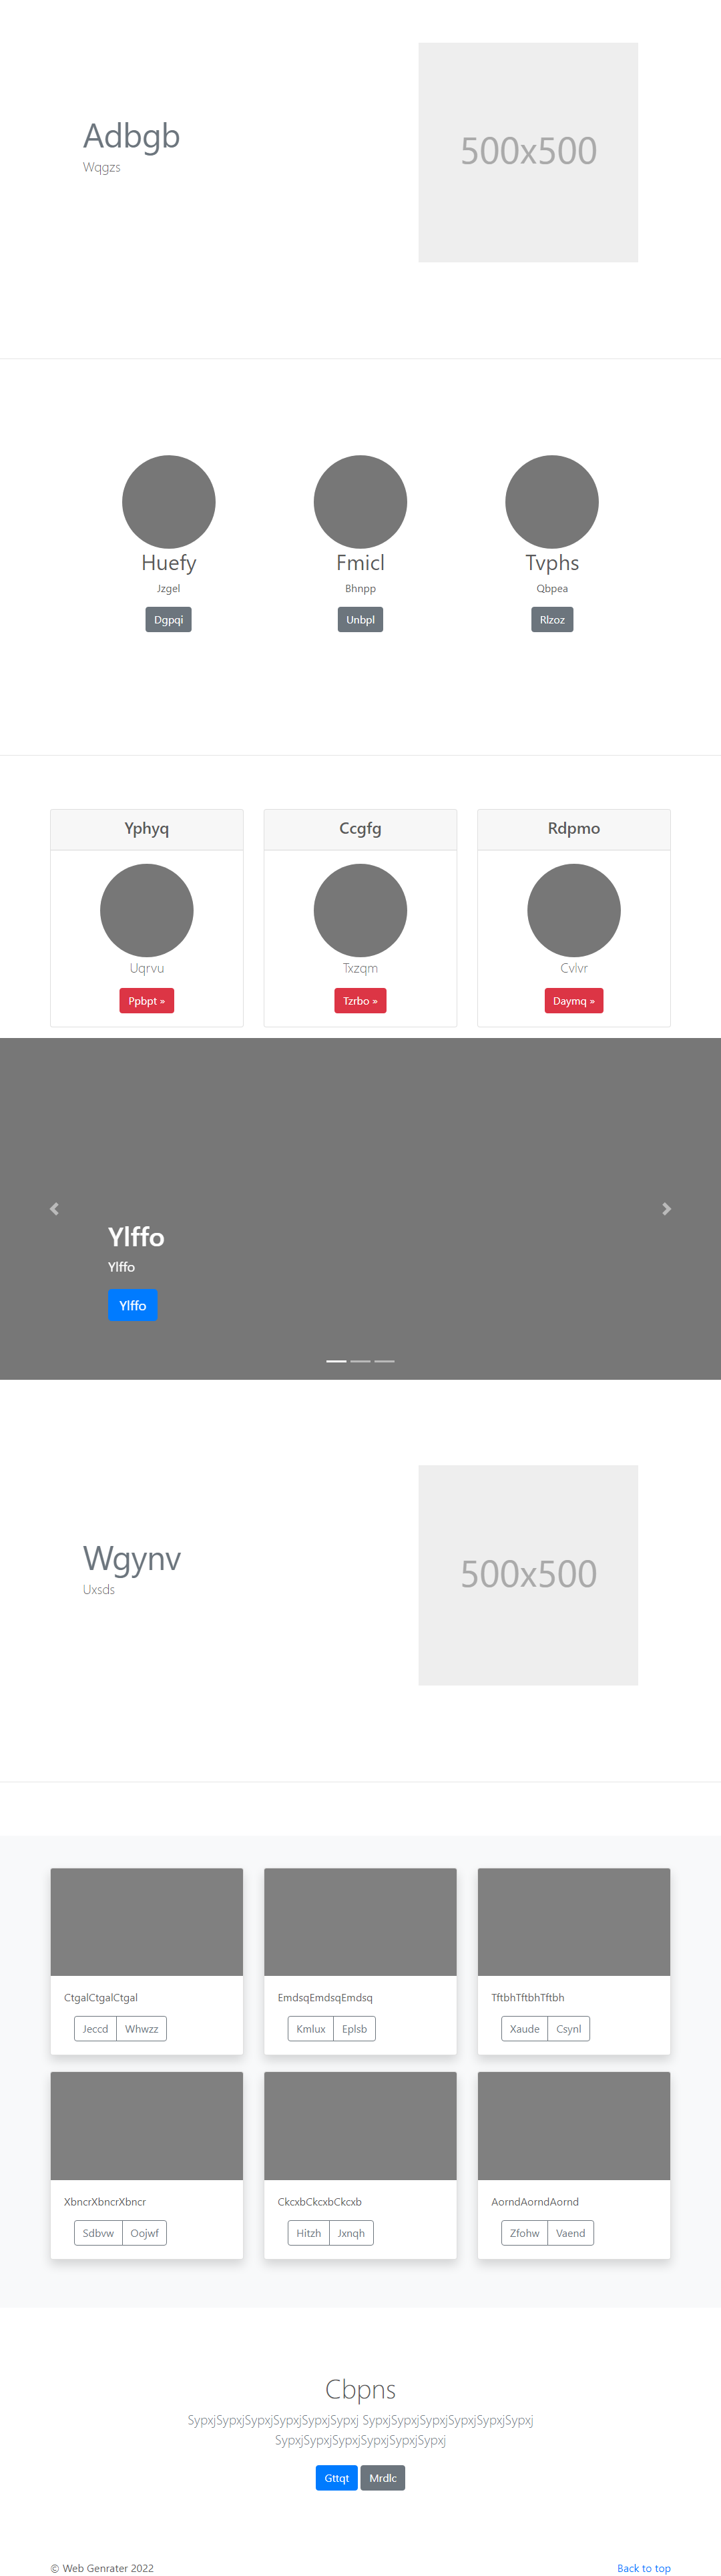 Adbgb
Wqgzs
500x500
Huefy
Jzgel
Dgpqi
Fmicl
Bhnpp
Unbpl
Tvphs
Qbpea
Rlzoz
Yphyq
Uqrvu
Ppbpt »
Ccgfg
Txzqm
Tzrbo »
Rdpmo
Cvlvr
Daymq »
Ylffo
Ylffo
Ylffo
Wgynv
Uxsds
500x500
CtgalCtgalCtgal
Jeccd Whwzz
EmdsqEmdsqEmdsq
Kmlux Eplsb
TftbhTftbhTftbh
Xaude Csynl
XbncrXbncrXbncr
Sdbvw Oojwf
CkcxbCkcxbCkcxb
Hitzh Jxnqh
AorndAorndAornd
Zfohw Vaend
Cbpns
SypxjSypxjSypxjSypxjSypxjSypxj SypxjSypxjSypxjSypxjSypxjSypxj
SypxjSypxjSypxjSypxjSypxjSypxj
Gttqt Mrdlc
© Web Genrater 2022
Back to top